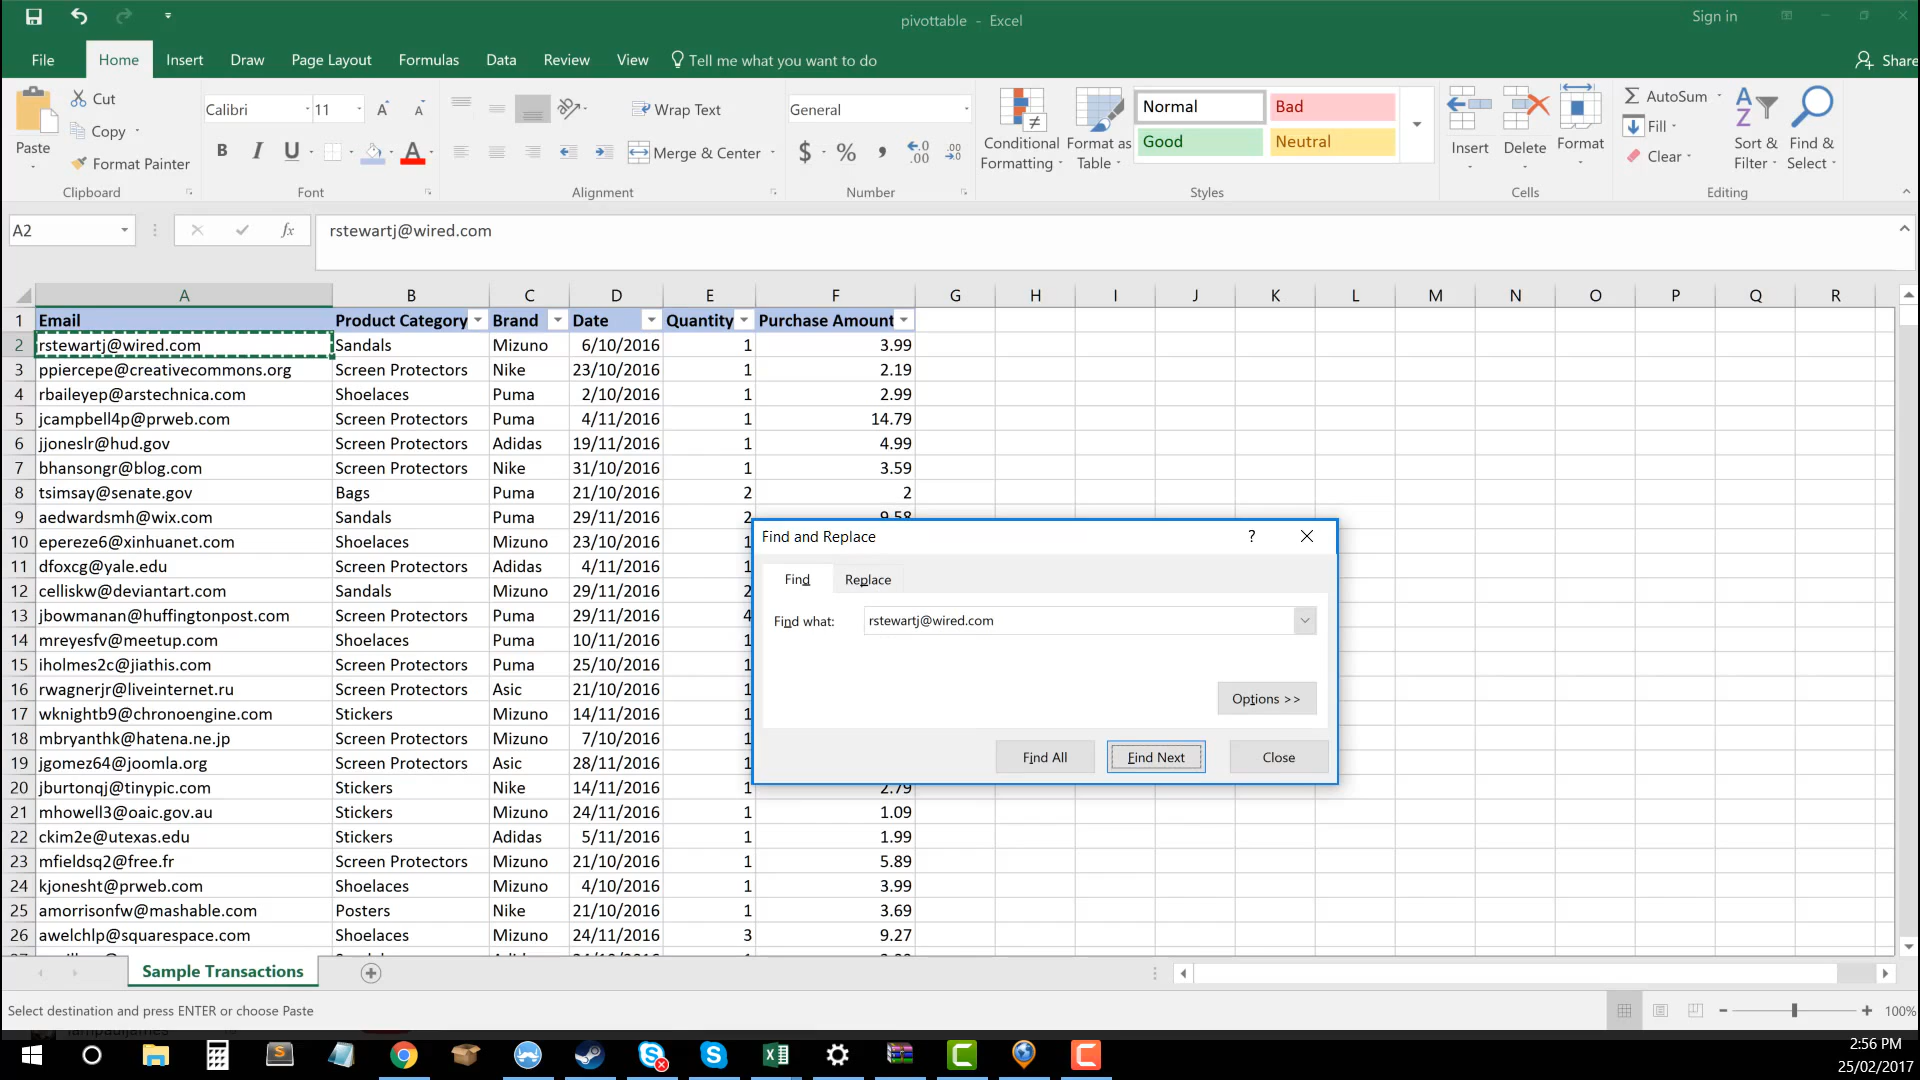 pivottable - Excel
Sign in
File Home Insert Draw Page Layout Formulas Data Review View Tell me what you want to do Share
Paste
Cut
Copy
Format Painter
Clipboard
Calibri 11
B I U A
Font
Wrap Text
Merge & Center
Alignment
General
$ % ,
Number
Conditional Formatting
Format as Table
Normal Bad
Good Neutral
Styles
Insert Delete Format
Cells
AutoSum
Fill
Clear
Sort & Filter
Find & Select
Editing
A2 fx rstewartj@wired.com
A B C D E F G H I J K L M N O P Q R
1 Email Product Category Brand Date Quantity Purchase Amount
2 rstewartj@wired.com Sandals Mizuno 6/10/2016 1 3.99
3 ppiercepe@creativecommons.org Screen Protectors Nike 23/10/2016 1 2.19
4 rbaileyep@arstechnica.com Shoelaces Puma 2/10/2016 1 2.99
5 jcampbell4p@prweb.com Screen Protectors Puma 4/11/2016 1 14.79
6 jjoneslr@hud.gov Screen Protectors Adidas 19/11/2016 1 4.99
7 bhansongr@blog.com Screen Protectors Nike 31/10/2016 1 3.59
8 tsimsay@senate.gov Bags Puma 21/10/2016 2 2
9 aedwardsmh@wix.com Sandals Puma 29/11/2016 2 9.58
10 epereze6@xinhuanet.com Shoelaces Mizuno 23/10/2016 1
11 dfoxcg@yale.edu Screen Protectors Adidas 4/11/2016 1
12 celliskw@deviantart.com Sandals Mizuno 29/11/2016 2
13 jbowmanan@huffingtonpost.com Screen Protectors Puma 29/11/2016 4
14 mreyesfv@meetup.com Shoelaces Puma 10/11/2016 1
15 iholmes2c@jiathis.com Screen Protectors Puma 25/10/2016 1
16 rwagnerjr@liveinternet.ru Screen Protectors Asic 21/10/2016 1
17 wknightb9@chronoengine.com Stickers Mizuno 14/11/2016 1
18 mbryanthk@hatena.ne.jp Screen Protectors Mizuno 7/10/2016 1
19 jgomez64@joomla.org Screen Protectors Asic 28/11/2016 1
20 jburtonqj@tinypic.com Stickers Nike 14/11/2016 1 2.79
21 mhowell3@oaic.gov.au Stickers Mizuno 24/11/2016 1 1.09
22 ckim2e@utexas.edu Stickers Adidas 5/11/2016 1 1.99
23 mfieldsq2@free.fr Screen Protectors Mizuno 21/10/2016 1 5.89
24 kjonesht@prweb.com Shoelaces Mizuno 4/10/2016 1 3.99
25 amorrisonfw@mashable.com Posters Nike 21/10/2016 1 3.69
26 awelchlp@squarespace.com Shoelaces Mizuno 24/11/2016 3 9.27
Find and Replace ?
Find Replace
Find what: rstewartj@wired.com
Options >>
Find All Find Next Close
Sample Transactions
Select destination and press ENTER or choose Paste
100%
2:56 PM
25/02/2017